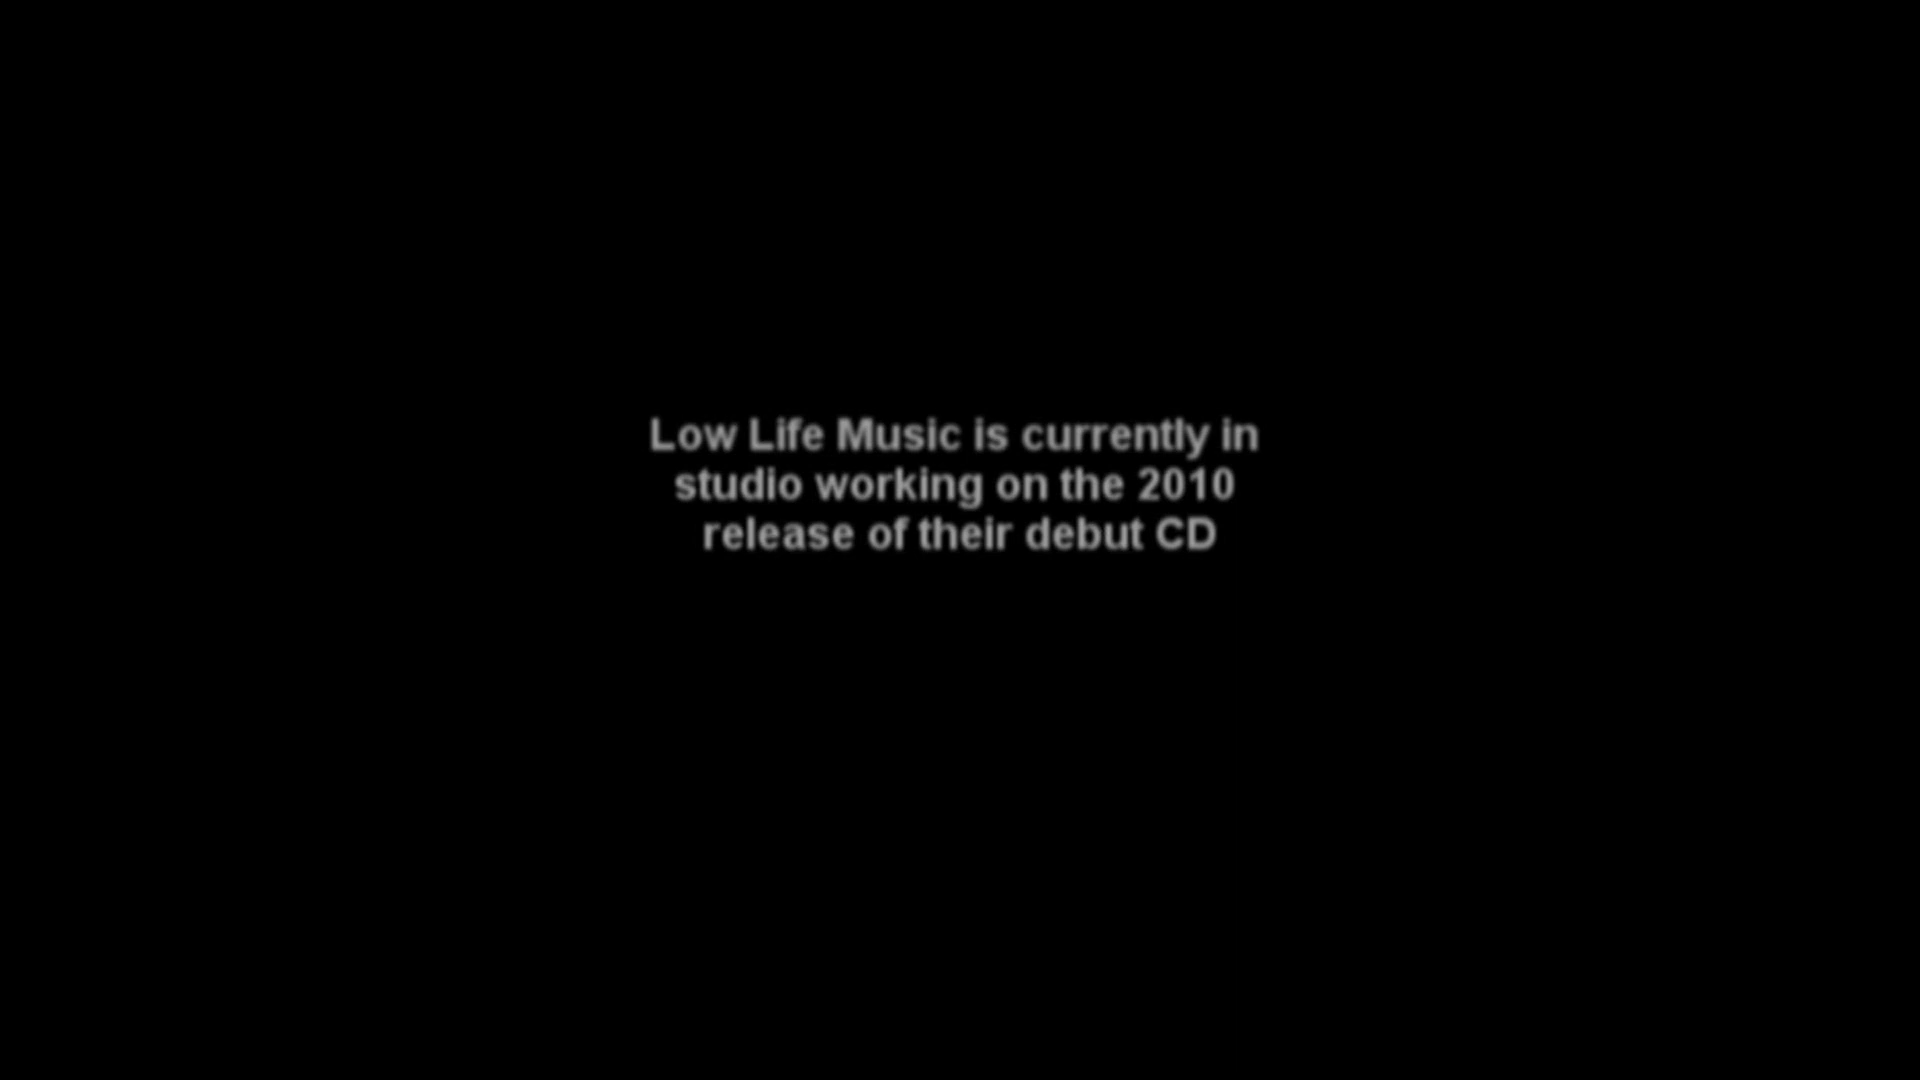 Low Life Music is currently in
studio working on the 2010
release of their debut CD